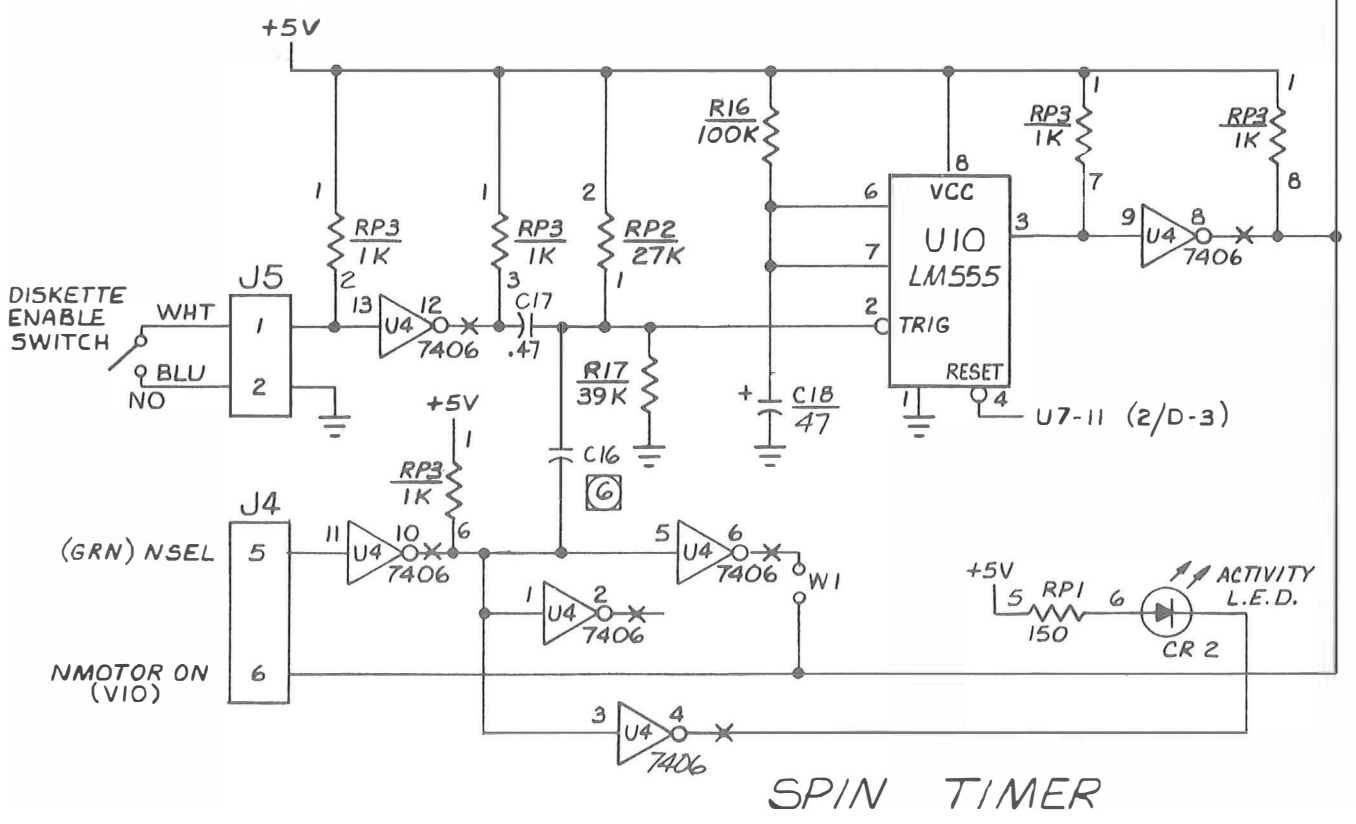 +5V
1
RP3
1K
2
1
RP3
1K
3
2
RP2
27K
1
R16
100K
6
7
2
8
VCC
U10
LM555
TRIG
RESET
1
4
3
1
RP3
1K
7
9
U4
8
7406
1
RP3
1K
8
U7-11 (2/D-3)
DISKETTE
ENABLE
SWITCH
WHT
BLU
NO
J5
1
2
13
U4
12
7406
C17
.47
R17
39K
+
C18
47
C16
6
+5V
1
RP3
1K
6
J4
(GRN) NSEL
5
11
U4
10
7406
5
U4
6
7406
W1
1
U4
2
7406
NMOTOR ON
(VIO)
6
3
U4
4
7406
+5V
5
RP1
150
6
ACTIVITY
L.E.D.
CR 2
SPIN TIMER